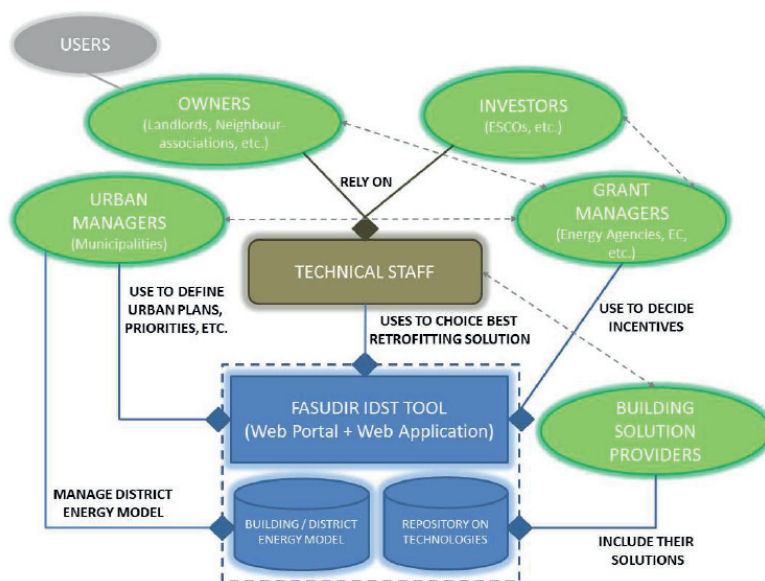 USERS
OWNERS
(Landlords, Neighbour-
associations, etc.)
INVESTORS
(ESCOs, etc.)
RELY ON
URBAN
MANAGERS
(Municipalities)
GRANT
MANAGERS
(Energy Agencies, EC,
etc.)
TECHNICAL STAFF
USE TO DEFINE
URBAN PLANS,
PRIORITIES, ETC.
USES TO CHOICE BEST
RETROFITTING SOLUTION
USE TO DECIDE
INCENTIVES
FASUDIR IDST TOOL
(Web Portal + Web Application)
BUILDING
SOLUTION
PROVIDERS
MANAGE DISTRICT
ENERGY MODEL
BUILDING / DISTRICT
ENERGY MODEL
REPOSITORY ON
TECHNOLOGIES
INCLUDE THEIR
SOLUTIONS